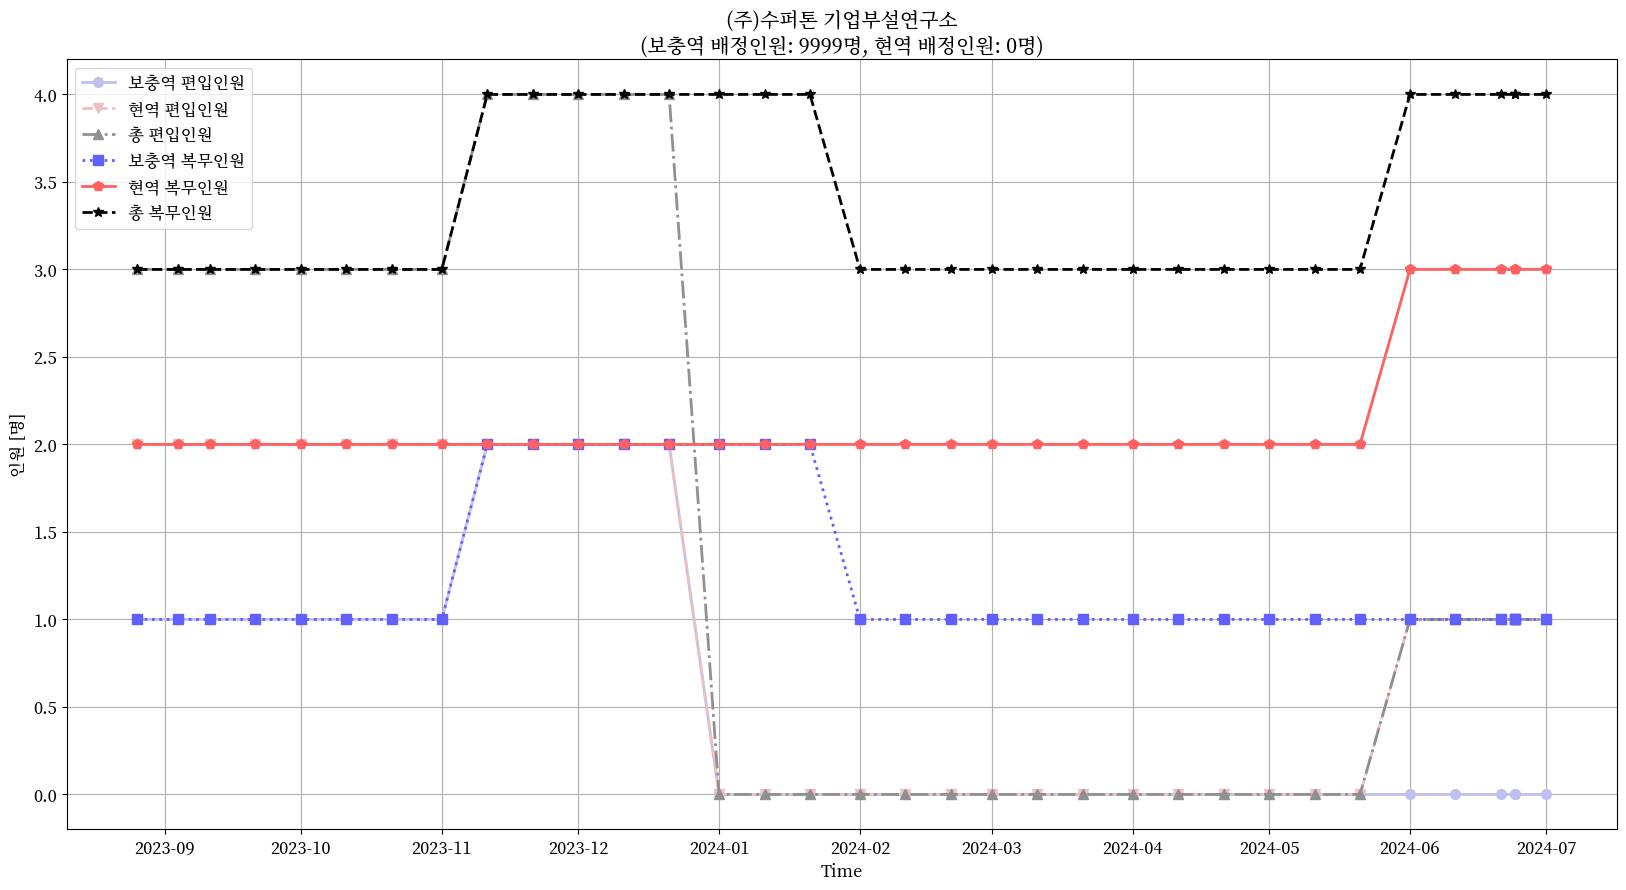 (주)수퍼톤 기업부설연구소
(보충역 배정인원: 9999명, 현역 배정인원: 0명)
보충역 편입인원
현역 편입인원
총 편입인원
보충역 복무인원
현역 복무인원
총 복무인원
4.0
3.5
3.0
2.5
2.0
1.5
1.0
0.5
0.0
인원 [명]
2023-09 2023-10 2023-11 2023-12 2024-01 2024-02 2024-03 2024-04 2024-05 2024-06 2024-07
Time